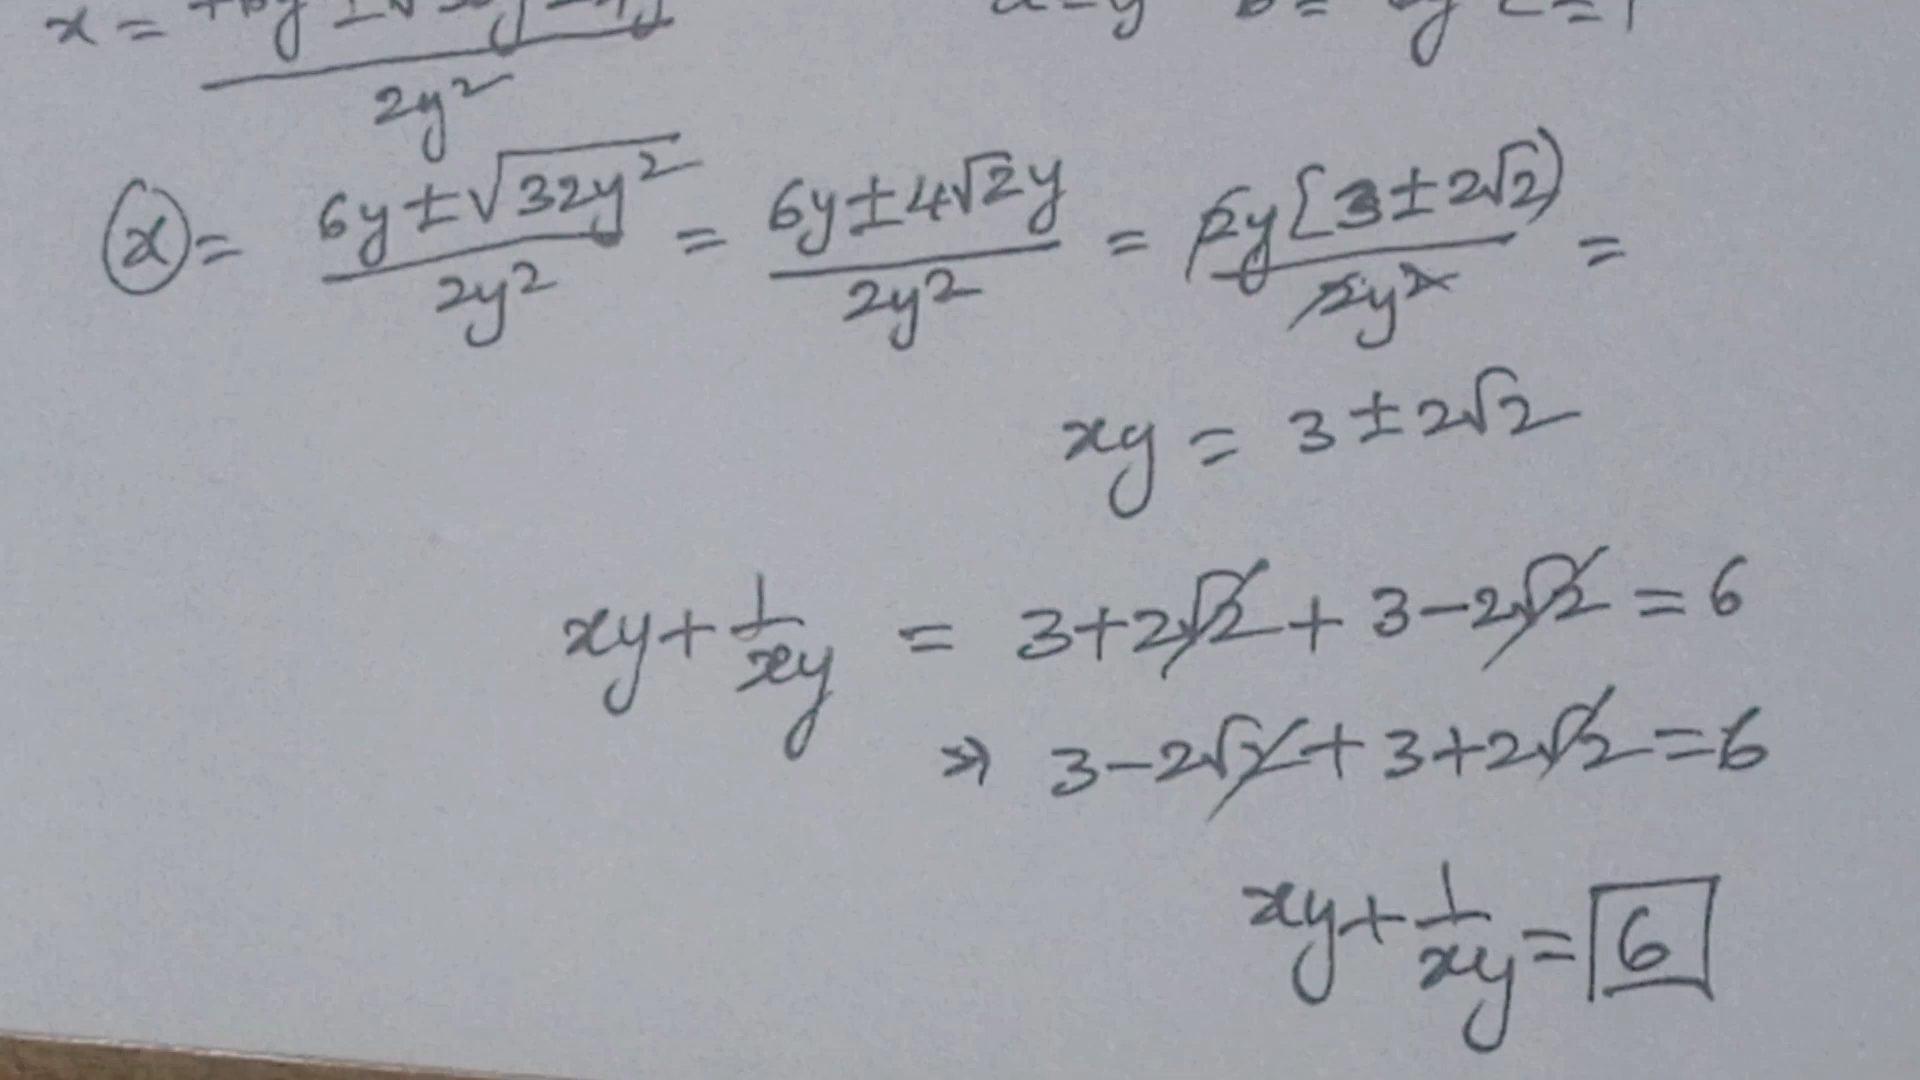 x =
2y²
x = 6y ± √32y² / 2y² = 6y ± 4√2y / 2y² = 2y[3 ± 2√2) / 2y² =
xy = 3 ± 2√2
xy + 1/xy = 3 + 2√2 + 3 - 2√2 = 6
⇒ 3 - 2√2 + 3 + 2√2 = 6
xy + 1/xy = 6